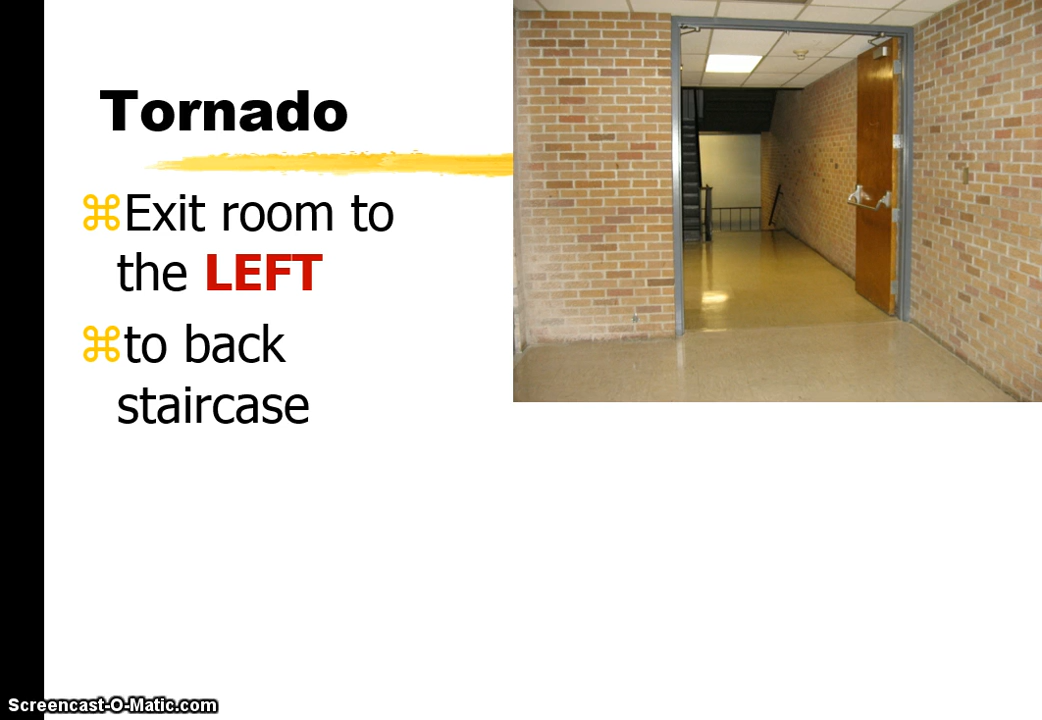 Tornado
⌘Exit room to
the LEFT
⌘to back
staircase
Screencast-O-Matic.com